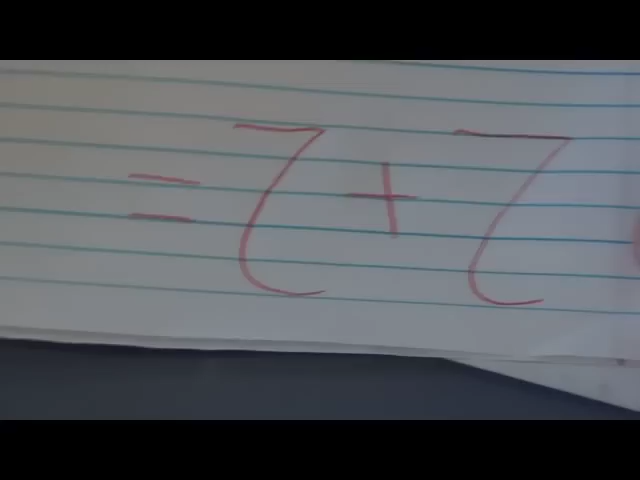 = 7 + 7